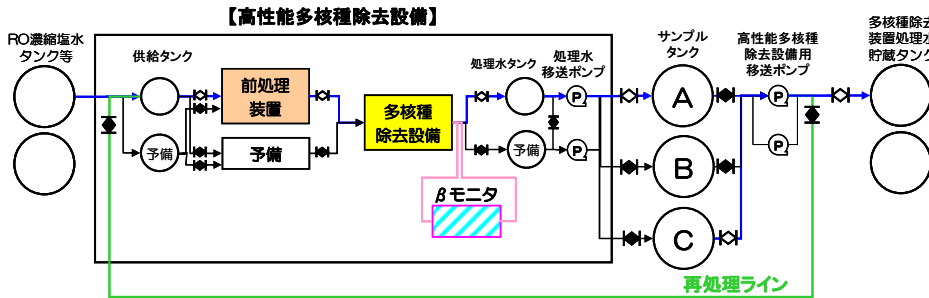 【高性能多核種除去設備】
RO濃縮塩水
タンク等
供給タンク
予備
前処理
装置
予備
多核種
除去設備
βモニタ
処理水タンク
予備
処理水
移送ポンプ
P
P
サンプル
タンク
A
B
C
高性能多核種
除去設備用
移送ポンプ
P
P
多核種除去
装置処理水
貯蔵タンク
再処理ライン